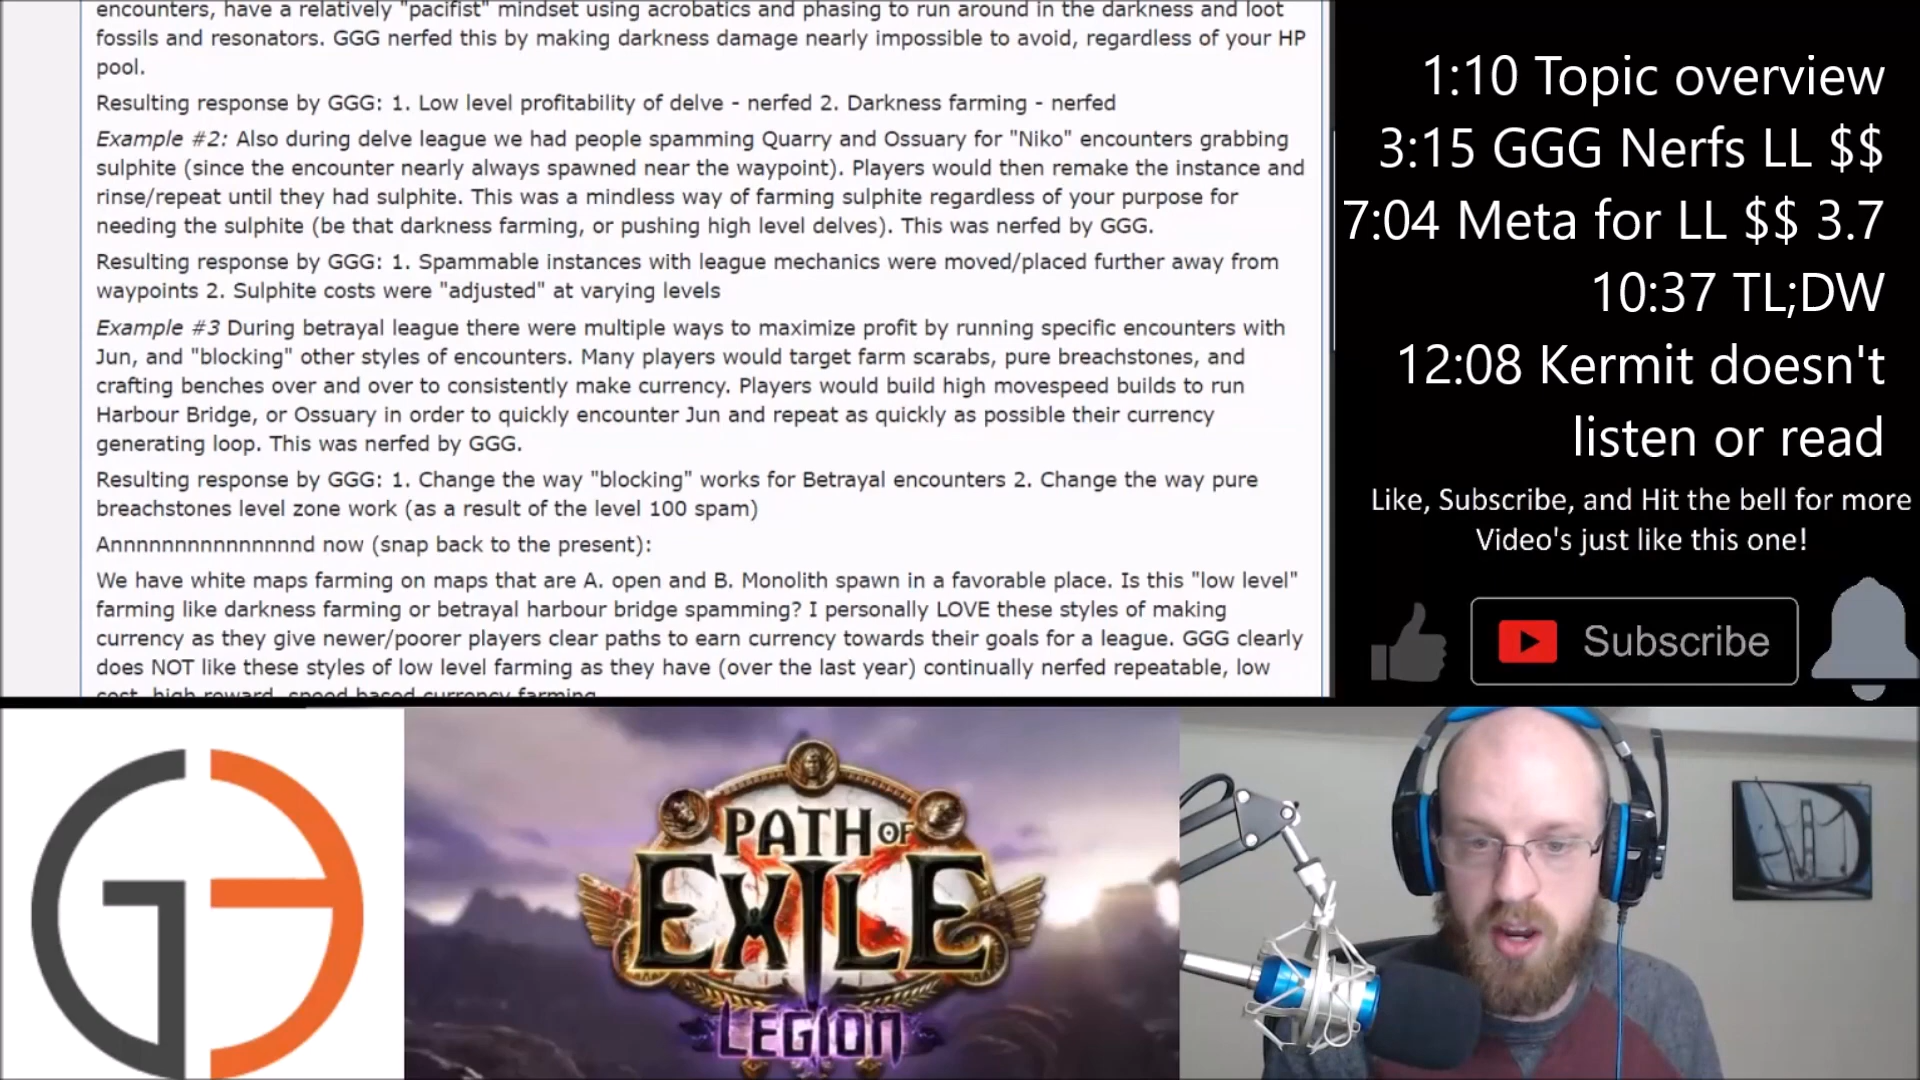 encounters, have a relatively "pacifist" mindset using acrobatics and phasing to run around in the darkness and loot
fossils and resonators. GGG nerfed this by making darkness damage nearly impossible to avoid, regardless of your HP
pool.
Resulting response by GGG: 1. Low level profitability of delve - nerfed 2. Darkness farming - nerfed
Example #2: Also during delve league we had people spamming Quarry and Ossuary for "Niko" encounters grabbing
sulphite (since the encounter nearly always spawned near the waypoint). Players would then remake the instance and
rinse/repeat until they had sulphite. This was a mindless way of farming sulphite regardless of your purpose for
needing the sulphite (be that darkness farming, or pushing high level delves). This was nerfed by GGG.
Resulting response by GGG: 1. Spammable instances with league mechanics were moved/placed further away from
waypoints 2. Sulphite costs were "adjusted" at varying levels
Example #3 During betrayal league there were multiple ways to maximize profit by running specific encounters with
Jun, and "blocking" other styles of encounters. Many players would target farm scarabs, pure breachstones, and
crafting benches over and over to consistently make currency. Players would build high movespeed builds to run
Harbour Bridge, or Ossuary in order to quickly encounter Jun and repeat as quickly as possible their currency
generating loop. This was nerfed by GGG.
Resulting response by GGG: 1. Change the way "blocking" works for Betrayal encounters 2. Change the way pure
breachstones level zone work (as a result of the level 100 spam)
Annnnnnnnnnnnnnnd now (snap back to the present):
We have white maps farming on maps that are A. open and B. Monolith spawn in a favorable place. Is this "low level"
farming like darkness farming or betrayal harbour bridge spamming? I personally LOVE these styles of making
currency as they give newer/poorer players clear paths to earn currency towards their goals for a league. GGG clearly
does NOT like these styles of low level farming as they have (over the last year) continually nerfed repeatable, low
cost, high reward, speed based currency farming.
1:10 Topic overview
3:15 GGG Nerfs LL $$
7:04 Meta for LL $$ 3.7
10:37 TL;DW
12:08 Kermit doesn't
listen or read
Like, Subscribe, and Hit the bell for more
Video's just like this one!
Subscribe
PATH OF
EXILE
LEGION